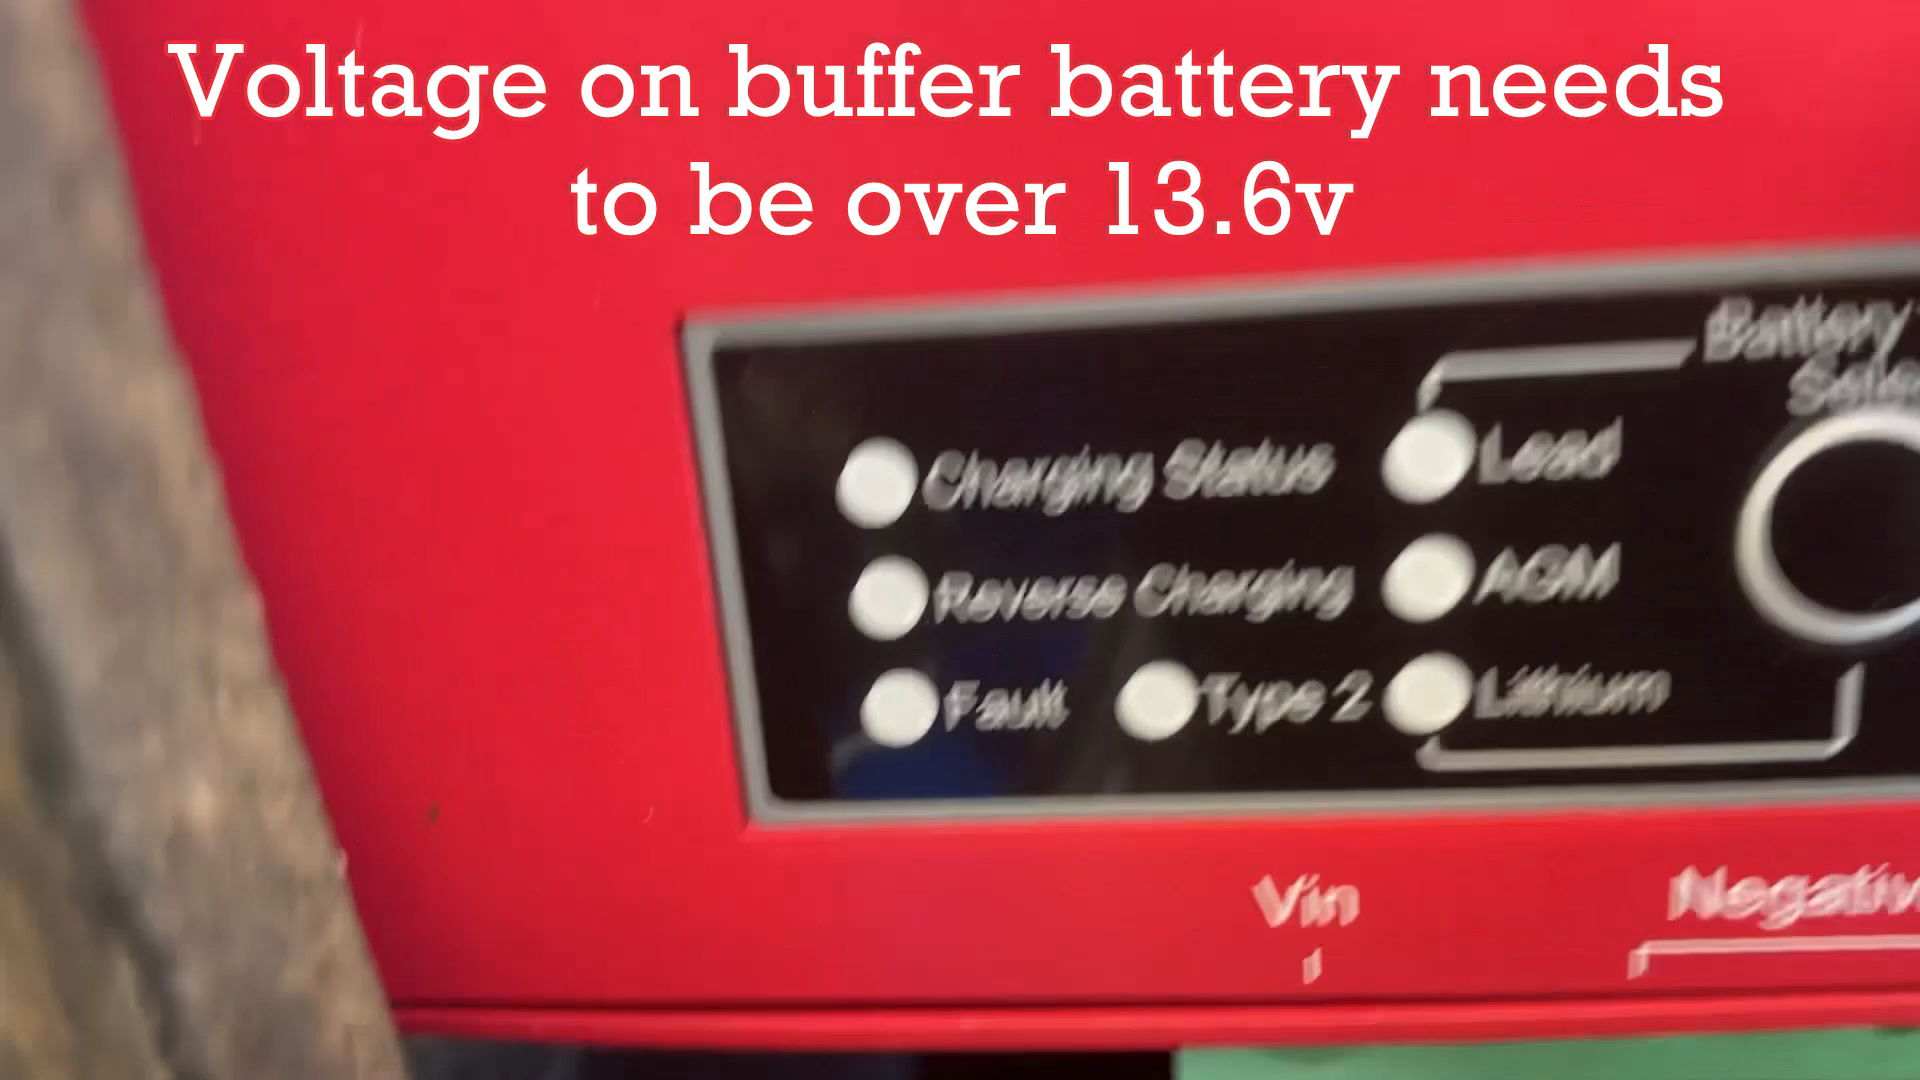 Voltage on buffer battery needs
to be over 13.6v
Battery
Charging Status
Lead
Reverse Charging
AGM
Fault
Type 2
Lithium
Vin